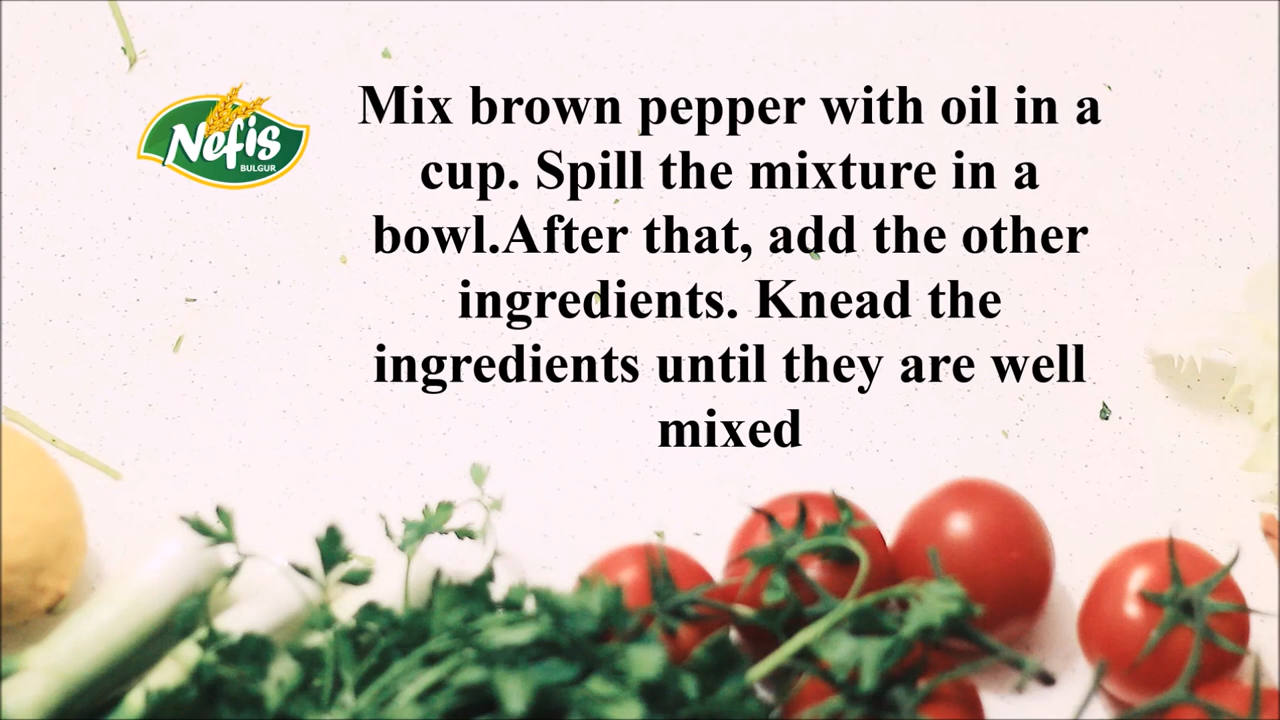 Nefis
BULGUR
Mix brown pepper with oil in a
cup. Spill the mixture in a
bowl.After that, add the other
ingredients. Knead the
ingredients until they are well
mixed